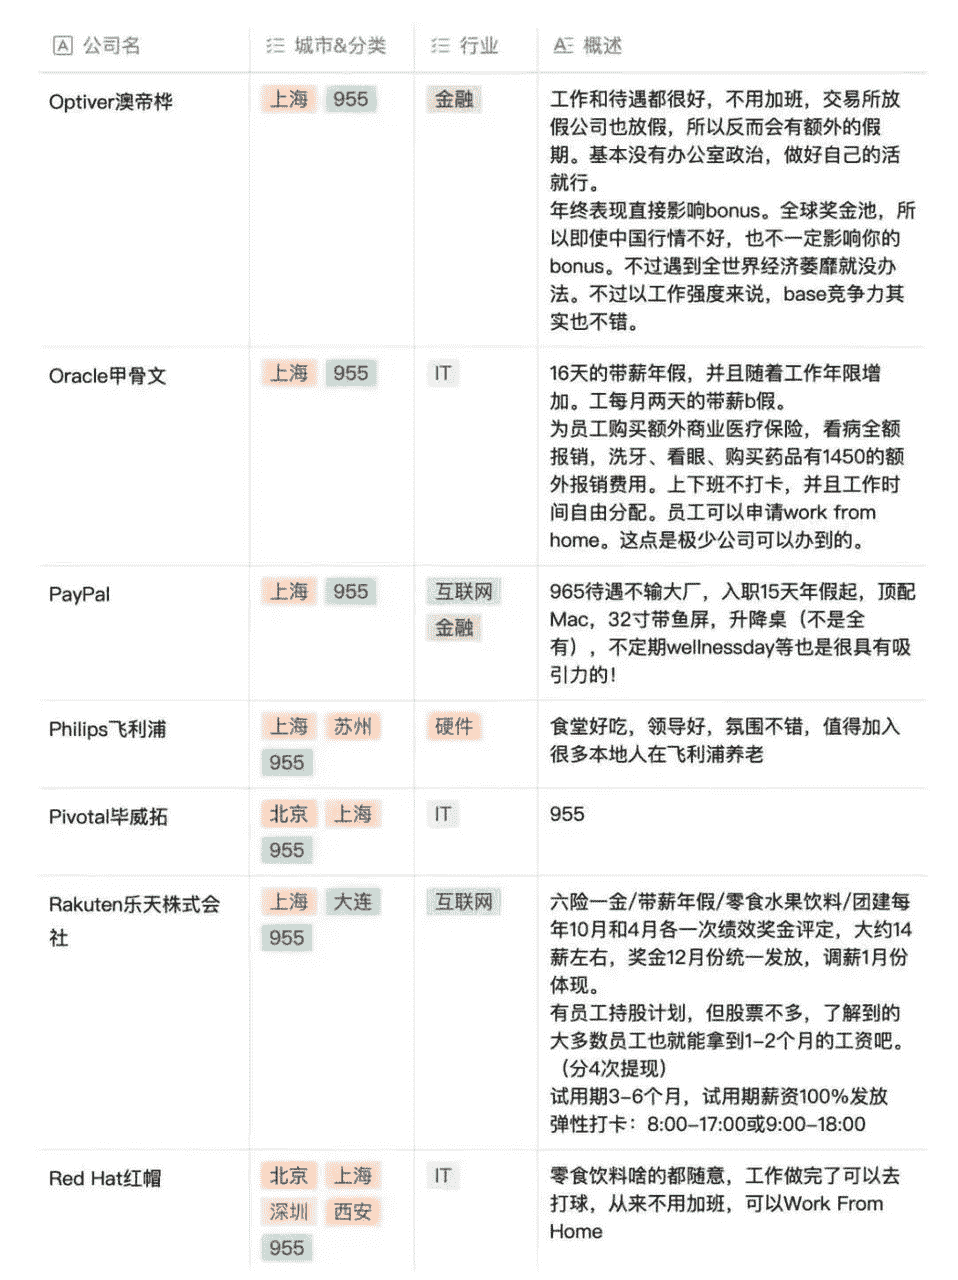 公司名 城市&分类 行业 概述
Optiver澳帝桦 上海 955 金融 工作和待遇都很好，不用加班，交易所放
假公司也放假，所以反而会有额外的假
期。基本没有办公室政治，做好自己的活
就行。
年终表现直接影响bonus。全球奖金池，所
以即使中国行情不好，也不一定影响你的
bonus。不过遇到全世界经济萎靡就没办
法。不过以工作强度来说，base竞争力其
实也不错。
Oracle甲骨文 上海 955 IT 16天的带薪年假，并且随着工作年限增
加。工每月两天的带薪b假。
为员工购买额外商业医疗保险，看病全额
报销，洗牙、看眼、购买药品有1450的额
外报销费用。上下班不打卡，并且工作时
间自由分配。员工可以申请work from
home。这点是极少公司可以办到的。
PayPal 上海 955 互联网 965待遇不输大厂，入职15天年假起，顶配
金融 Mac，32寸带鱼屏，升降桌（不是全
有），不定期wellnessday等也是很具有吸
引力的！
Philips飞利浦 上海 苏州 硬件 食堂好吃，领导好，氛围不错，值得加入
955 很多本地人在飞利浦养老
Pivotal毕威拓 北京 上海 IT 955
955
Rakuten乐天株式会 上海 大连 互联网 六险一金/带薪年假/零食水果饮料/团建每
社 955 年10月和4月各一次绩效奖金评定，大约14
薪左右，奖金12月份统一发放，调薪1月份
体现。
有员工持股计划，但股票不多，了解到的
大多数员工也就能拿到1-2个月的工资吧。
（分4次提现）
试用期3-6个月，试用期薪资100%发放
弹性打卡：8:00-17:00或9:00-18:00
Red Hat红帽 北京 上海 IT 零食饮料啥的都随意，工作做完了可以去
深圳 西安 打球，从来不用加班，可以Work From
955 Home